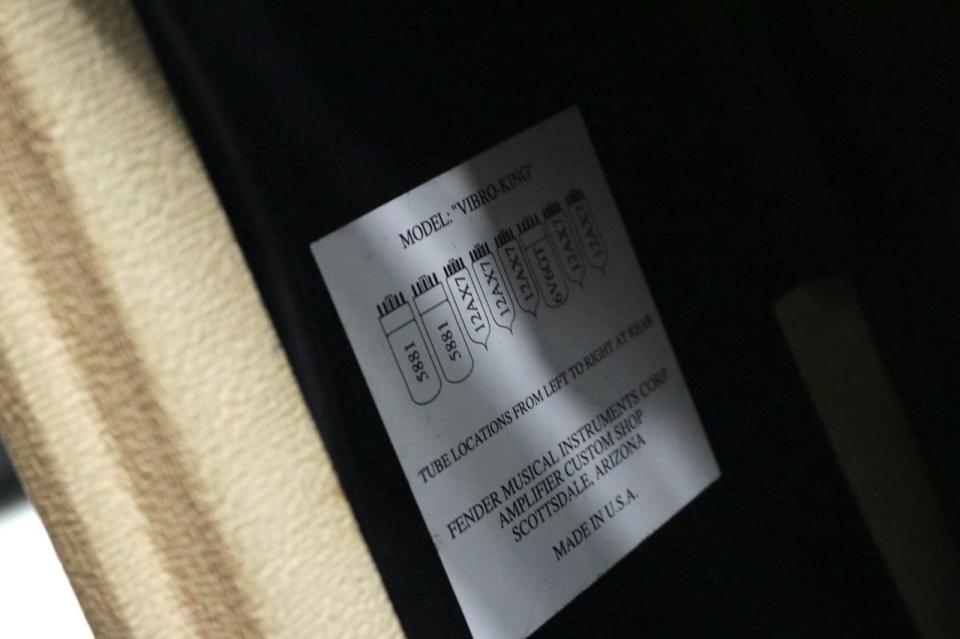 MODEL: "VIBRO-KING"
5881 5881 12AX7 12AX7 12AX7 6V6GT 12AX7 12AX7
TUBE LOCATIONS FROM LEFT TO RIGHT AT REAR
FENDER MUSICAL INSTRUMENTS CORP.
AMPLIFIER CUSTOM SHOP
SCOTTSDALE, ARIZONA
MADE IN U.S.A.